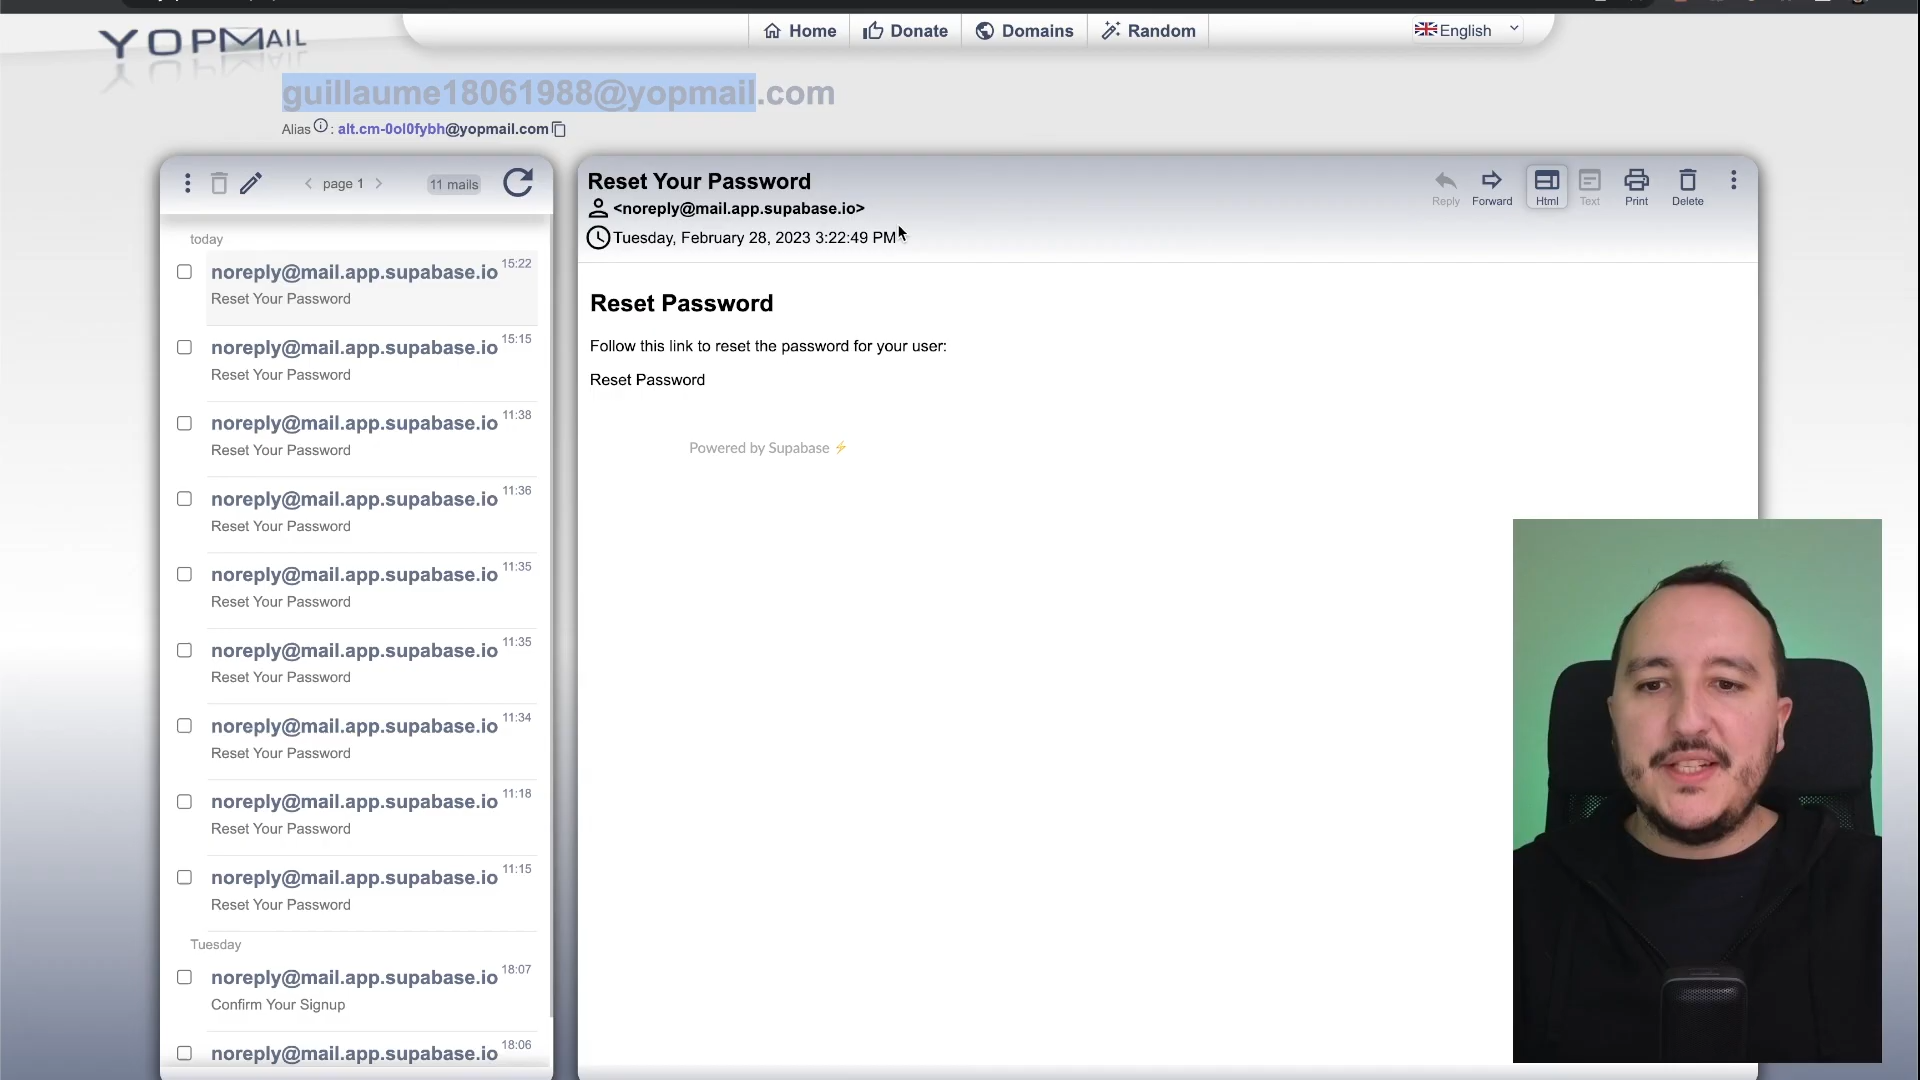 YOPMAIL
Home
Donate
Domains
Random
English
guillaume18061988@yopmail.com
Alias : alt.cm-0ol0fybh@yopmail.com
page 1
11 mails
today
noreply@mail.app.supabase.io 15:22
Reset Your Password
noreply@mail.app.supabase.io 15:15
Reset Your Password
noreply@mail.app.supabase.io 11:38
Reset Your Password
noreply@mail.app.supabase.io 11:36
Reset Your Password
noreply@mail.app.supabase.io 11:35
Reset Your Password
noreply@mail.app.supabase.io 11:35
Reset Your Password
noreply@mail.app.supabase.io 11:34
Reset Your Password
noreply@mail.app.supabase.io 11:18
Reset Your Password
noreply@mail.app.supabase.io 11:15
Reset Your Password
Tuesday
noreply@mail.app.supabase.io 18:07
Confirm Your Signup
noreply@mail.app.supabase.io 18:06
Reset Your Password
<noreply@mail.app.supabase.io>
Tuesday, February 28, 2023 3:22:49 PM
Reply
Forward
Html
Text
Print
Delete
Reset Password
Follow this link to reset the password for your user:
Reset Password
Powered by Supabase ⚡